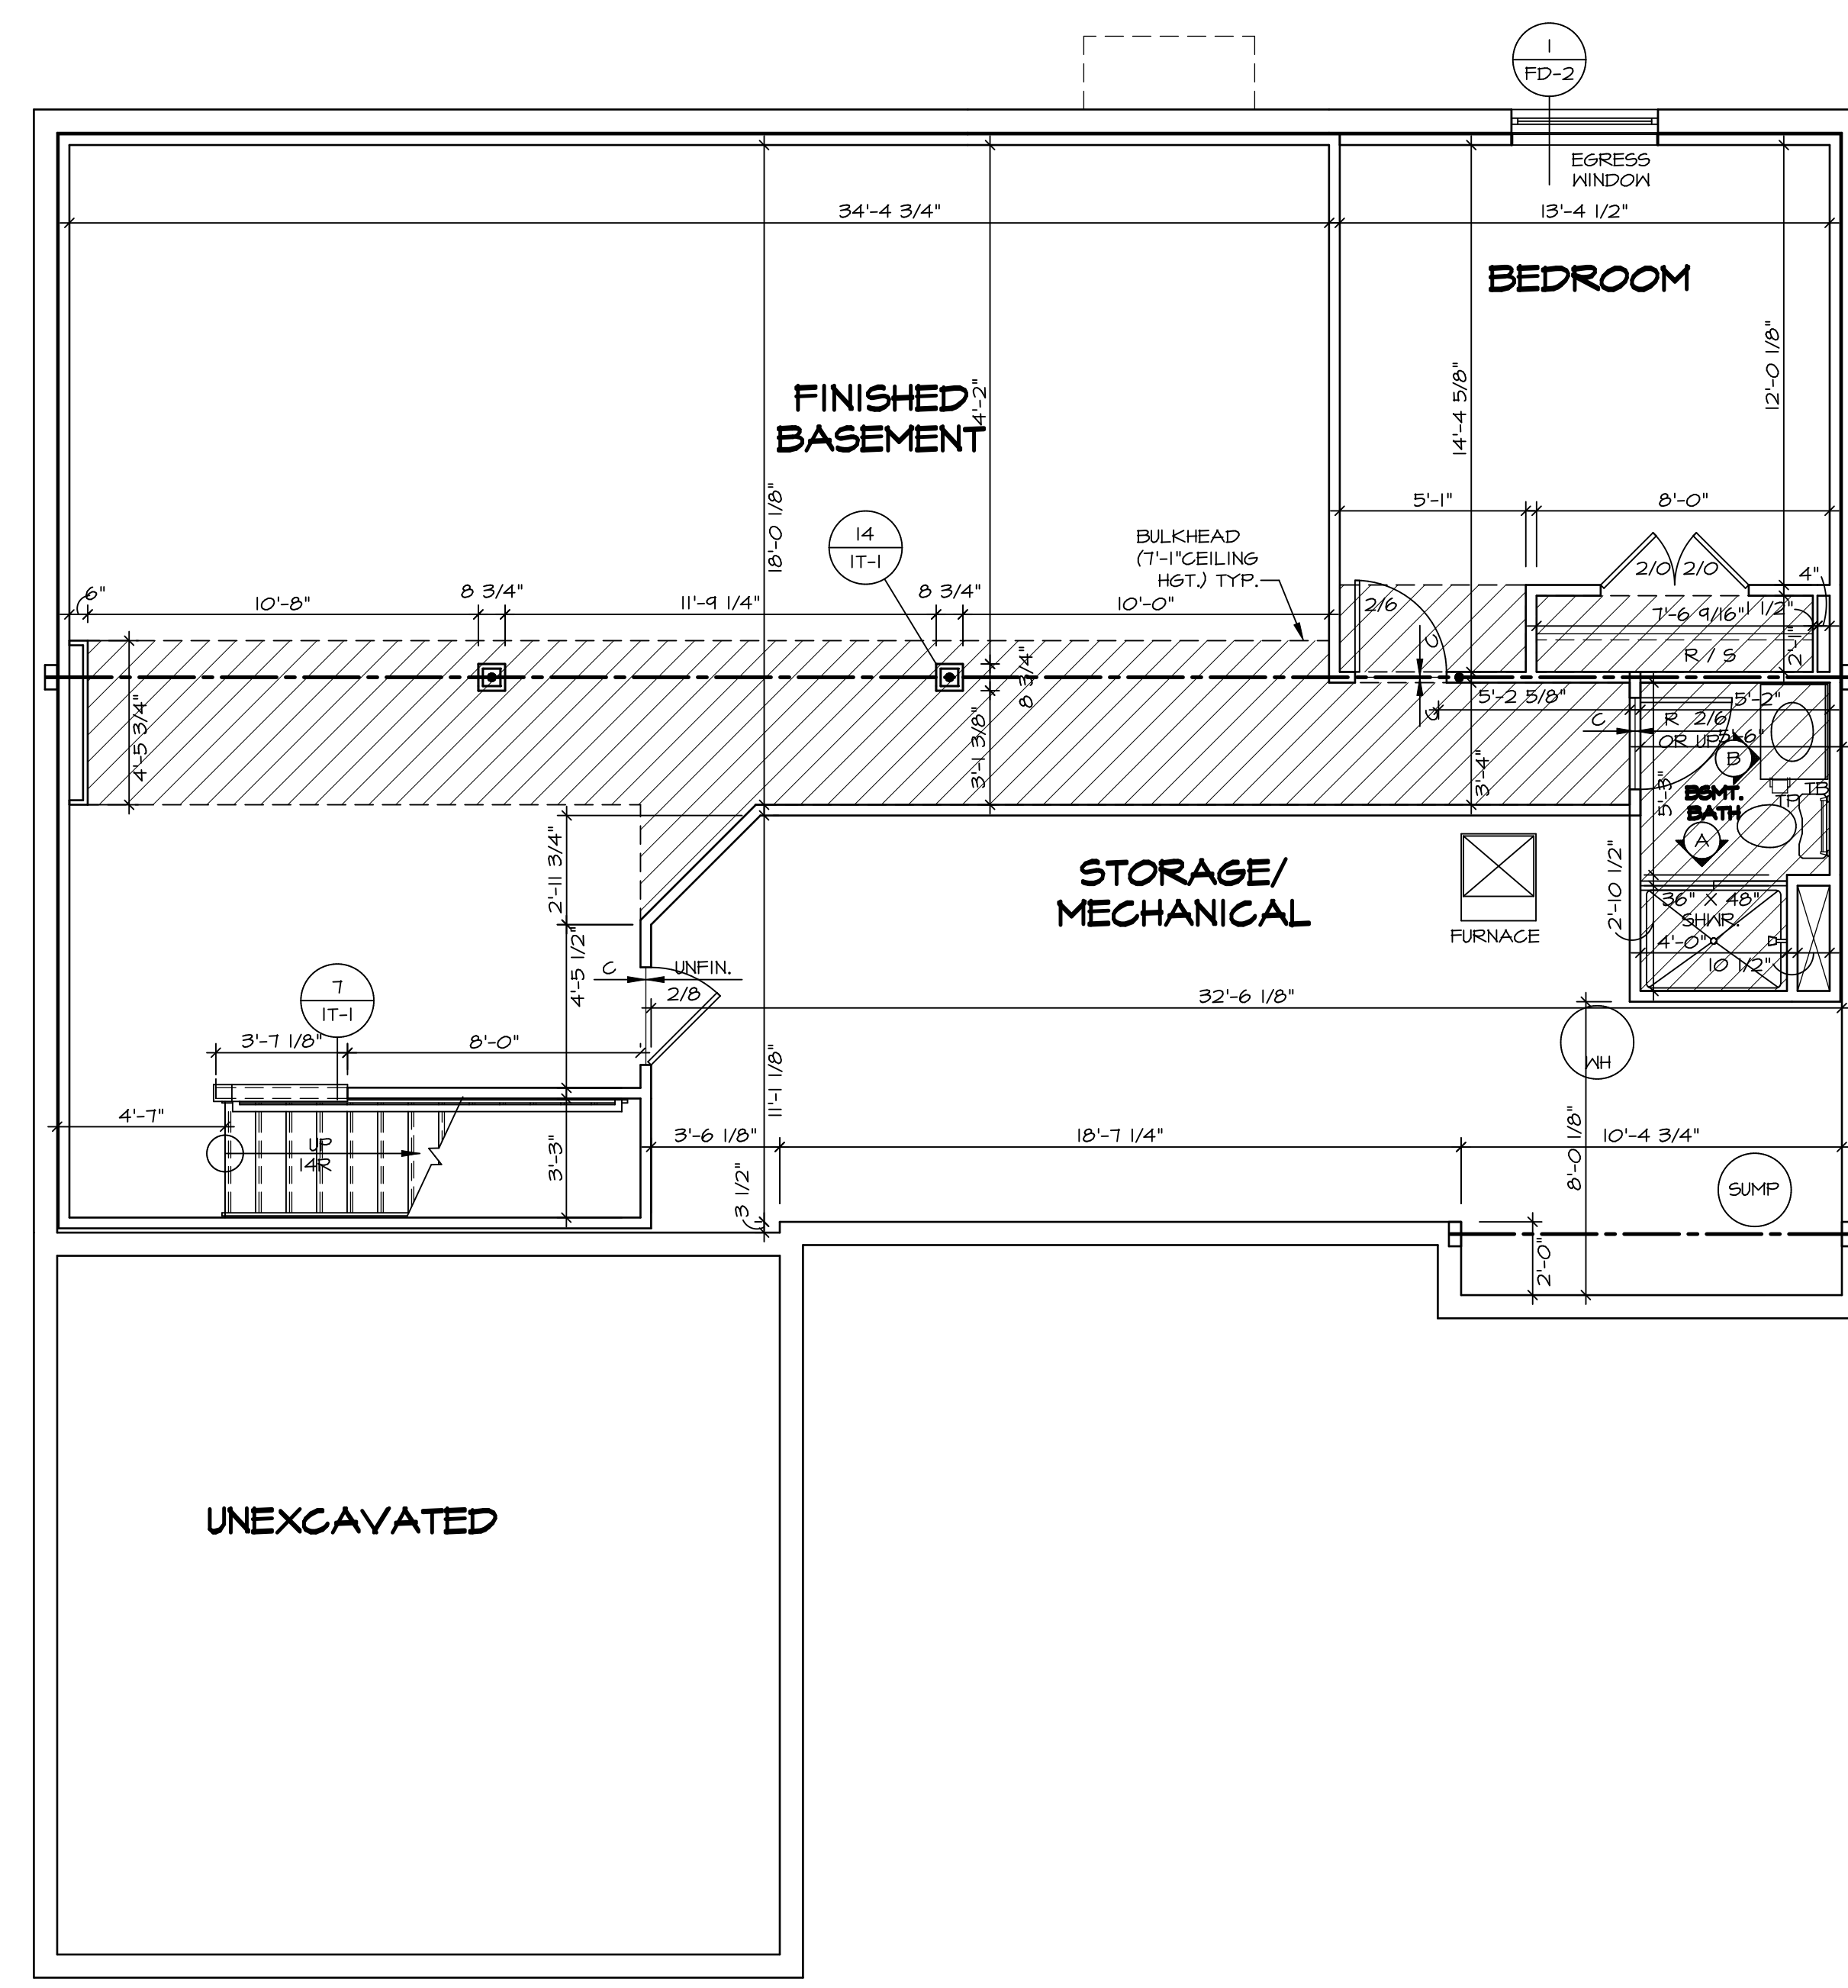 1
FD-2
EGRESS
WINDOW
34'-4 3/4"
13'-4 1/2"
BEDROOM
12'-0 1/8"
14'-4 5/8"
FINISHED
BASEMENT
4'-2"
18'-0 1/8"
5'-1"
8'-0"
14
IT-1
BULKHEAD
(7'-1"CEILING
HGT.) TYP.
2/0
2/0
4"
6"
10'-8"
8 3/4"
11'-9 1/4"
8 3/4"
10'-0"
2/6
7'-6 9/16"
1 1/2"
2'-1"
R / S
C
C
8 3/4"
4'-5 3/4"
3'-1 3/8"
3'-4"
5'-2 5/8"
5'-2"
C
R
2/6
OR UP
5'-6"
B
5'-3"
BSMT.
BATH
TP
TB
A
2'-11 3/4"
STORAGE/
MECHANICAL
FURNACE
2'-10 1/2"
36" X 48"
SHWR.
4'-0"
10 1/2"
4'-5 1/2"
C
UNFIN.
2/8
7
IT-1
32'-6 1/8"
3'-7 1/8"
8'-0"
11'-1 1/8"
WH
4'-7"
UP
14R
3'-3"
3'-6 1/8"
18'-7 1/4"
10'-4 3/4"
8'-0 1/8"
3 1/2"
SUMP
2'-0"
UNEXCAVATED